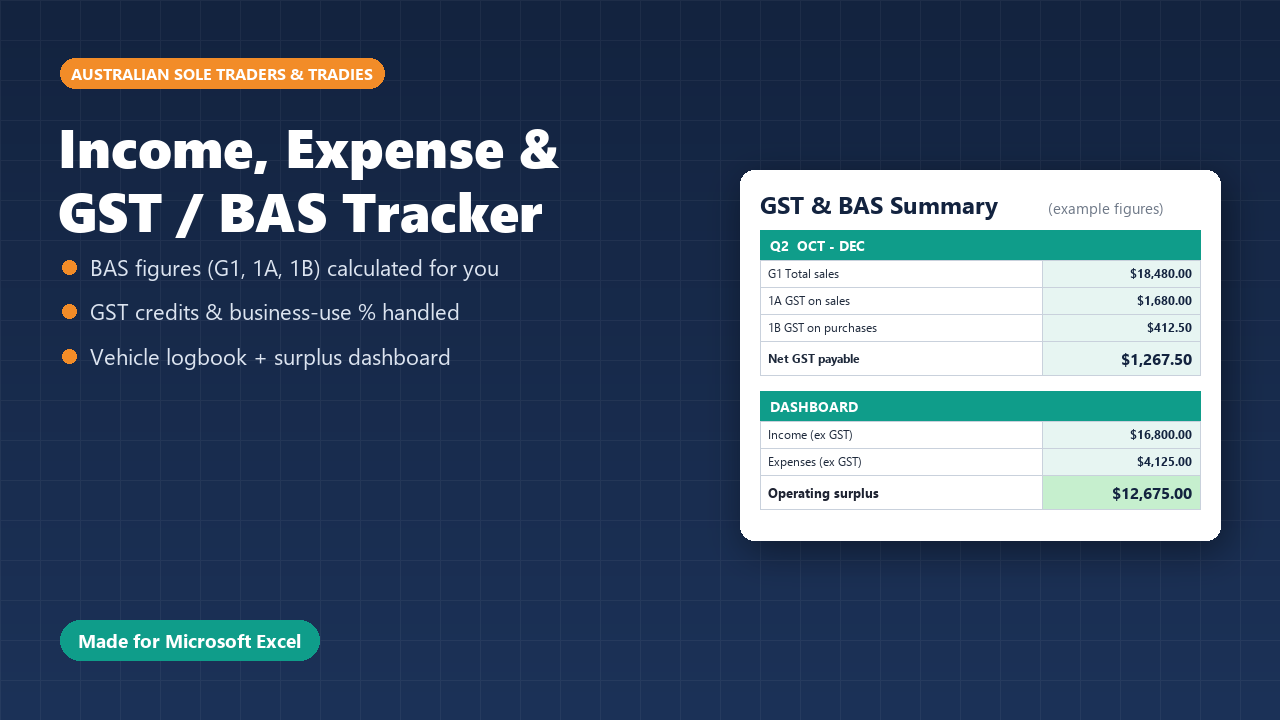 AUSTRALIAN SOLE TRADERS & TRADIES
Income, Expense &
GST / BAS Tracker
BAS figures (G1, 1A, 1B) calculated for you
GST credits & business-use % handled
Vehicle logbook + surplus dashboard
Made for Microsoft Excel
GST & BAS Summary (example figures)
Q2 OCT - DEC
G1 Total sales $18,480.00
1A GST on sales $1,680.00
1B GST on purchases $412.50
Net GST payable $1,267.50
DASHBOARD
Income (ex GST) $16,800.00
Expenses (ex GST) $4,125.00
Operating surplus $12,675.00